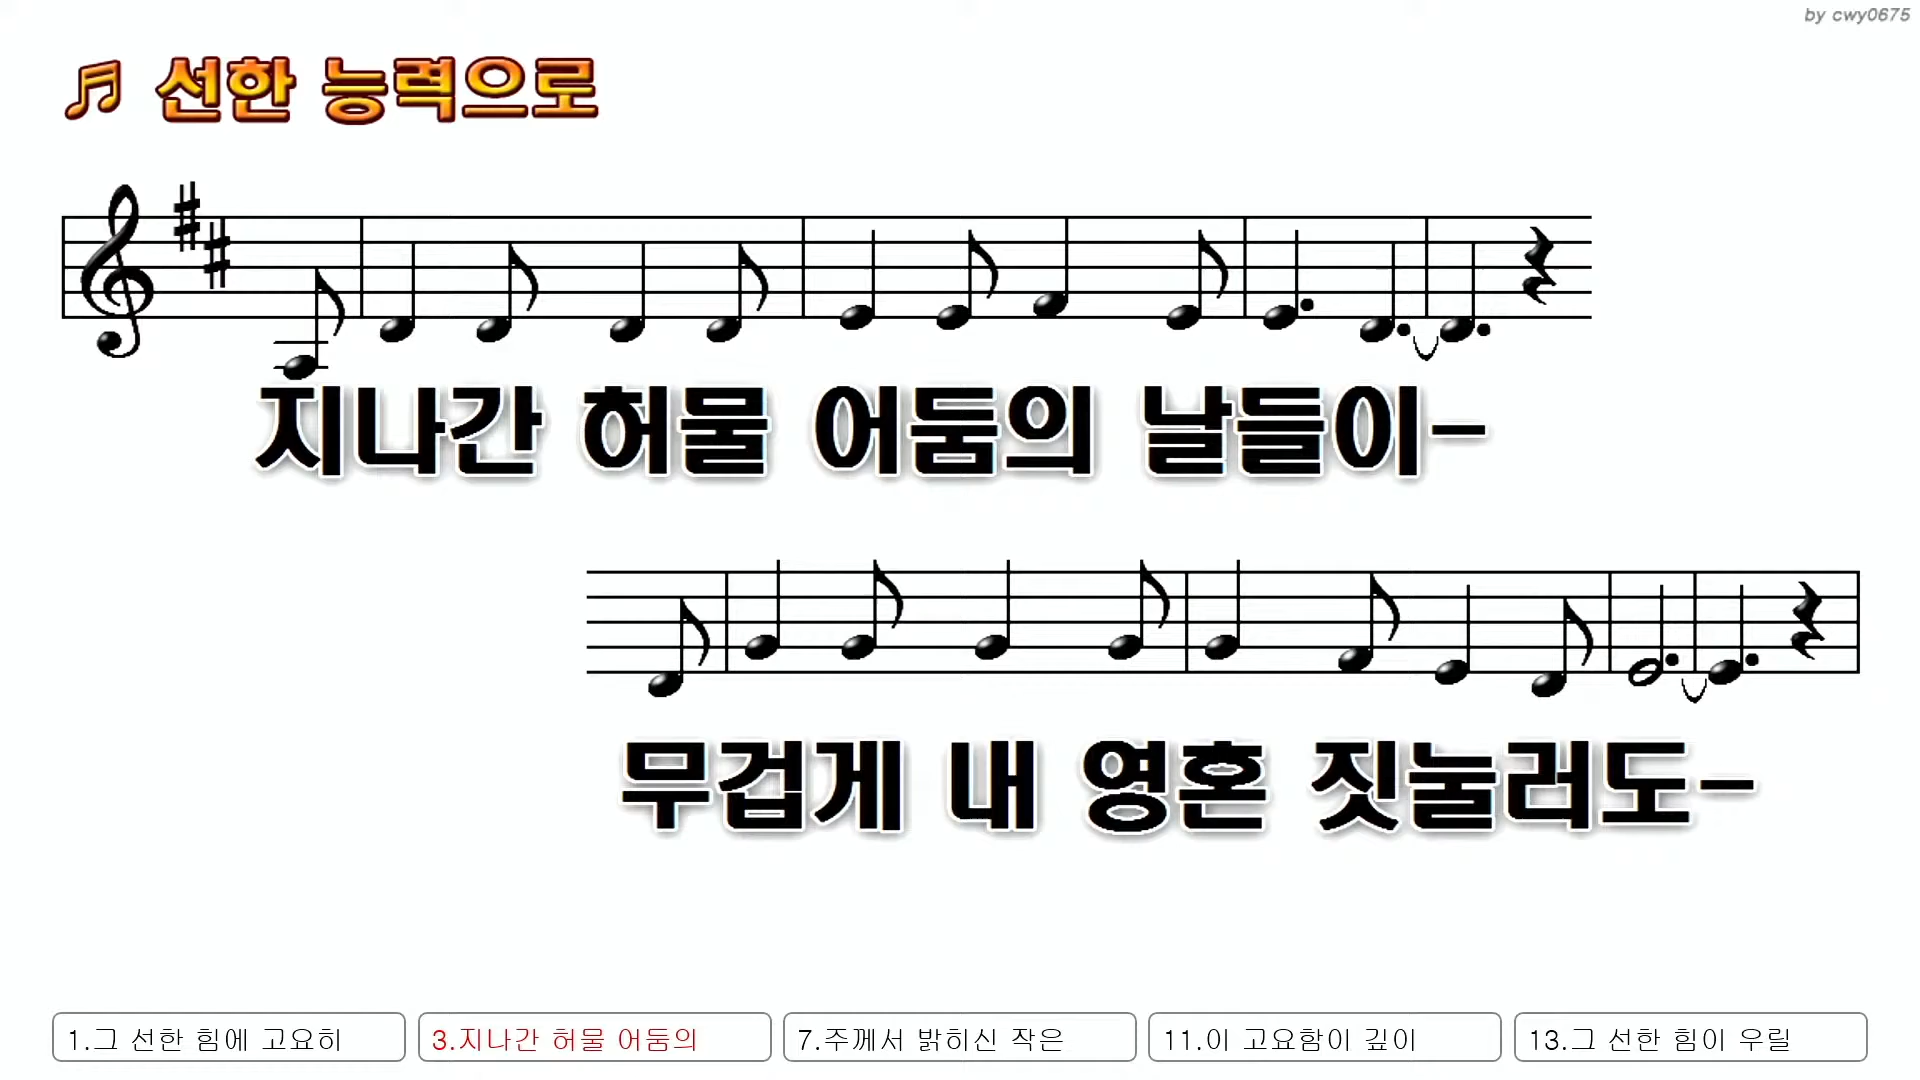 by cwy0675
♬ 선한 능력으로
지나간 허물 어둠의 날들이-
무겁게 내 영혼 짓눌러도-
1.그 선한 힘에 고요히
3.지나간 허물 어둠의
7.주께서 밝히신 작은
11.이 고요함이 깊이
13.그 선한 힘이 우릴